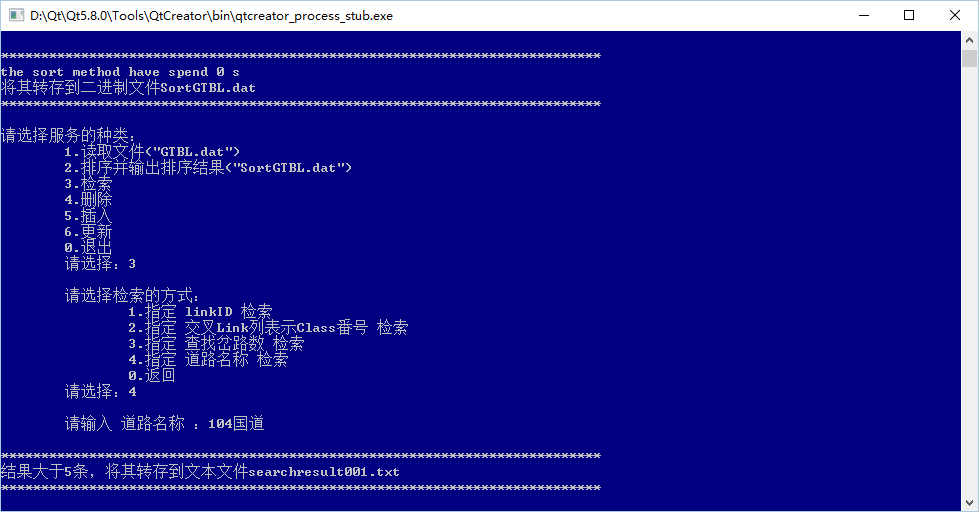 D:\Qt\Qt5.8.0\Tools\QtCreator\bin\qtcreator_process_stub.exe
***************************************************************************
the sort method have spend 0 s
将其转存到二进制文件SortGTBL.dat
***************************************************************************
请选择服务的种类:
1.读取文件("GTBL.dat")
2.排序并输出排序结果("SortGTBL.dat")
3.检索
4.删除
5.插入
6.更新
0.退出
请选择: 3
请选择检索的方式:
1.指定 linkID 检索
2.指定 交叉Link列表示Class番号 检索
3.指定 查找岔路数 检索
4.指定 道路名称 检索
0.返回
请选择: 4
请输入 道路名称 : 104国道
***************************************************************************
结果大于5条, 将其转存到文本文件searchresult001.txt
***************************************************************************